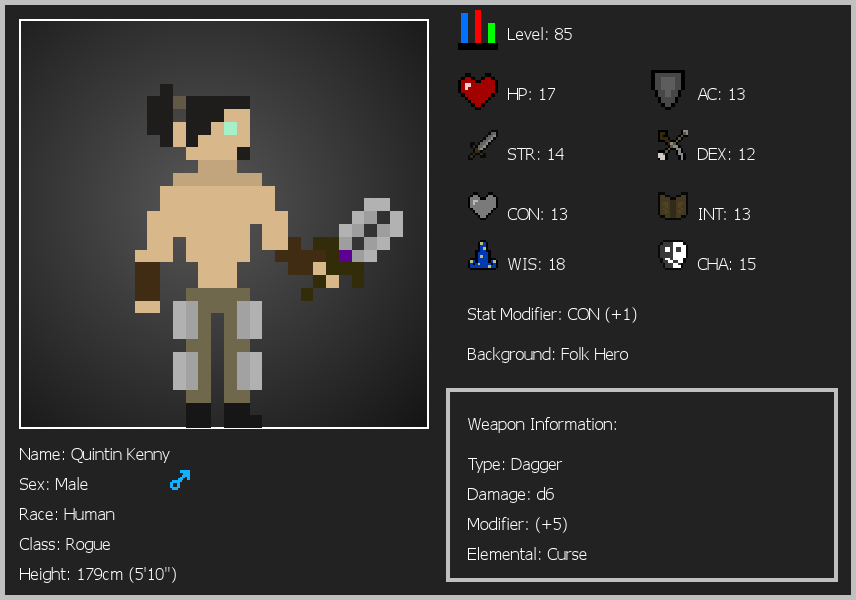 Level: 85
HP: 17
AC: 13
STR: 14
DEX: 12
CON: 13
INT: 13
WIS: 18
CHA: 15
Stat Modifier: CON (+1)
Background: Folk Hero
Weapon Information:
Type: Dagger
Damage: d6
Modifier: (+5)
Elemental: Curse
Name: Quintin Kenny
Sex: Male
Race: Human
Class: Rogue
Height: 179cm (5'10")